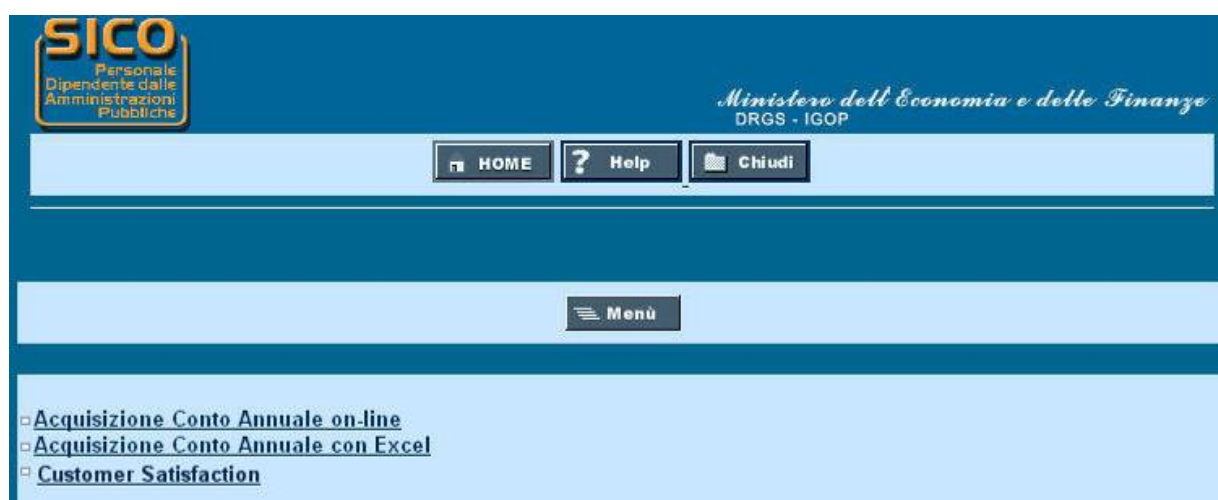 SICO
Personale
Dipendente dalle
Amministrazioni
Pubbliche
Ministero dell'Economia e delle Finanze
DRGS - IGOP
HOME
? Help
Chiudi
Menù
Acquisizione Conto Annuale on-line
Acquisizione Conto Annuale con Excel
Customer Satisfaction